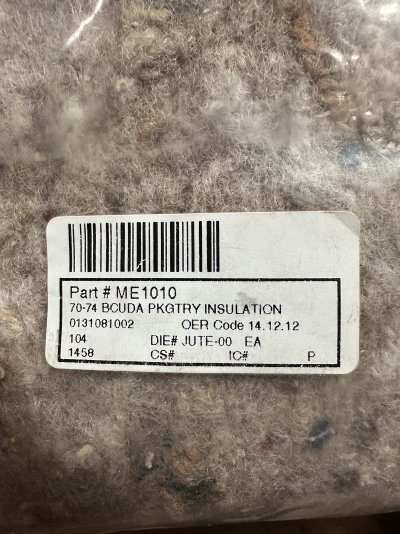 Part # ME1010
70-74 BCUDA PKGTRY INSULATION
0131081002 OER Code 14.12.12
104 DIE# JUTE-00 EA
1458 CS# IC# P